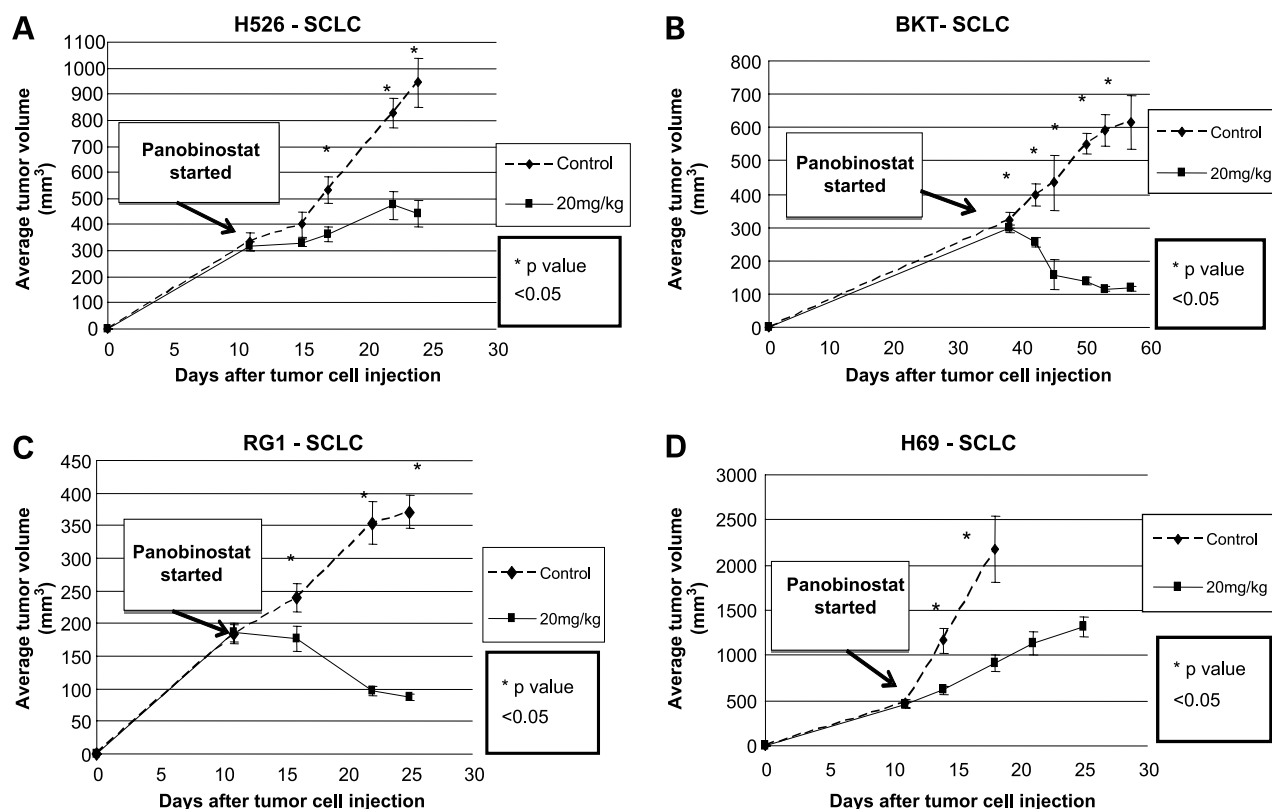 A
H526 - SCLC
Average tumor volume
(mm3)
1100
1000
900
800
700
600
500
400
300
200
100
0
Panobinostat
started
*
*
*
Control
20mg/kg
* p value
<0.05
0 5 10 15 20 25 30
Days after tumor cell injection
B
BKT- SCLC
Average tumor volume
(mm3)
800
700
600
500
400
300
200
100
0
Panobinostat
started
*
*
*
*
*
Control
20mg/kg
* p value
<0.05
0 10 20 30 40 50 60
Days after tumor cell injection
C
RG1 - SCLC
Average tumor volume
(mm3)
450
400
350
300
250
200
150
100
50
0
Panobinostat
started
*
*
*
Control
20mg/kg
* p value
<0.05
0 5 10 15 20 25 30
Days after tumor cell injection
D
H69 - SCLC
Average tumor volume
(mm3)
3000
2500
2000
1500
1000
500
0
Panobinostat
started
*
*
Control
20mg/kg
* p value
<0.05
0 5 10 15 20 25 30
Days after tumor cell injection